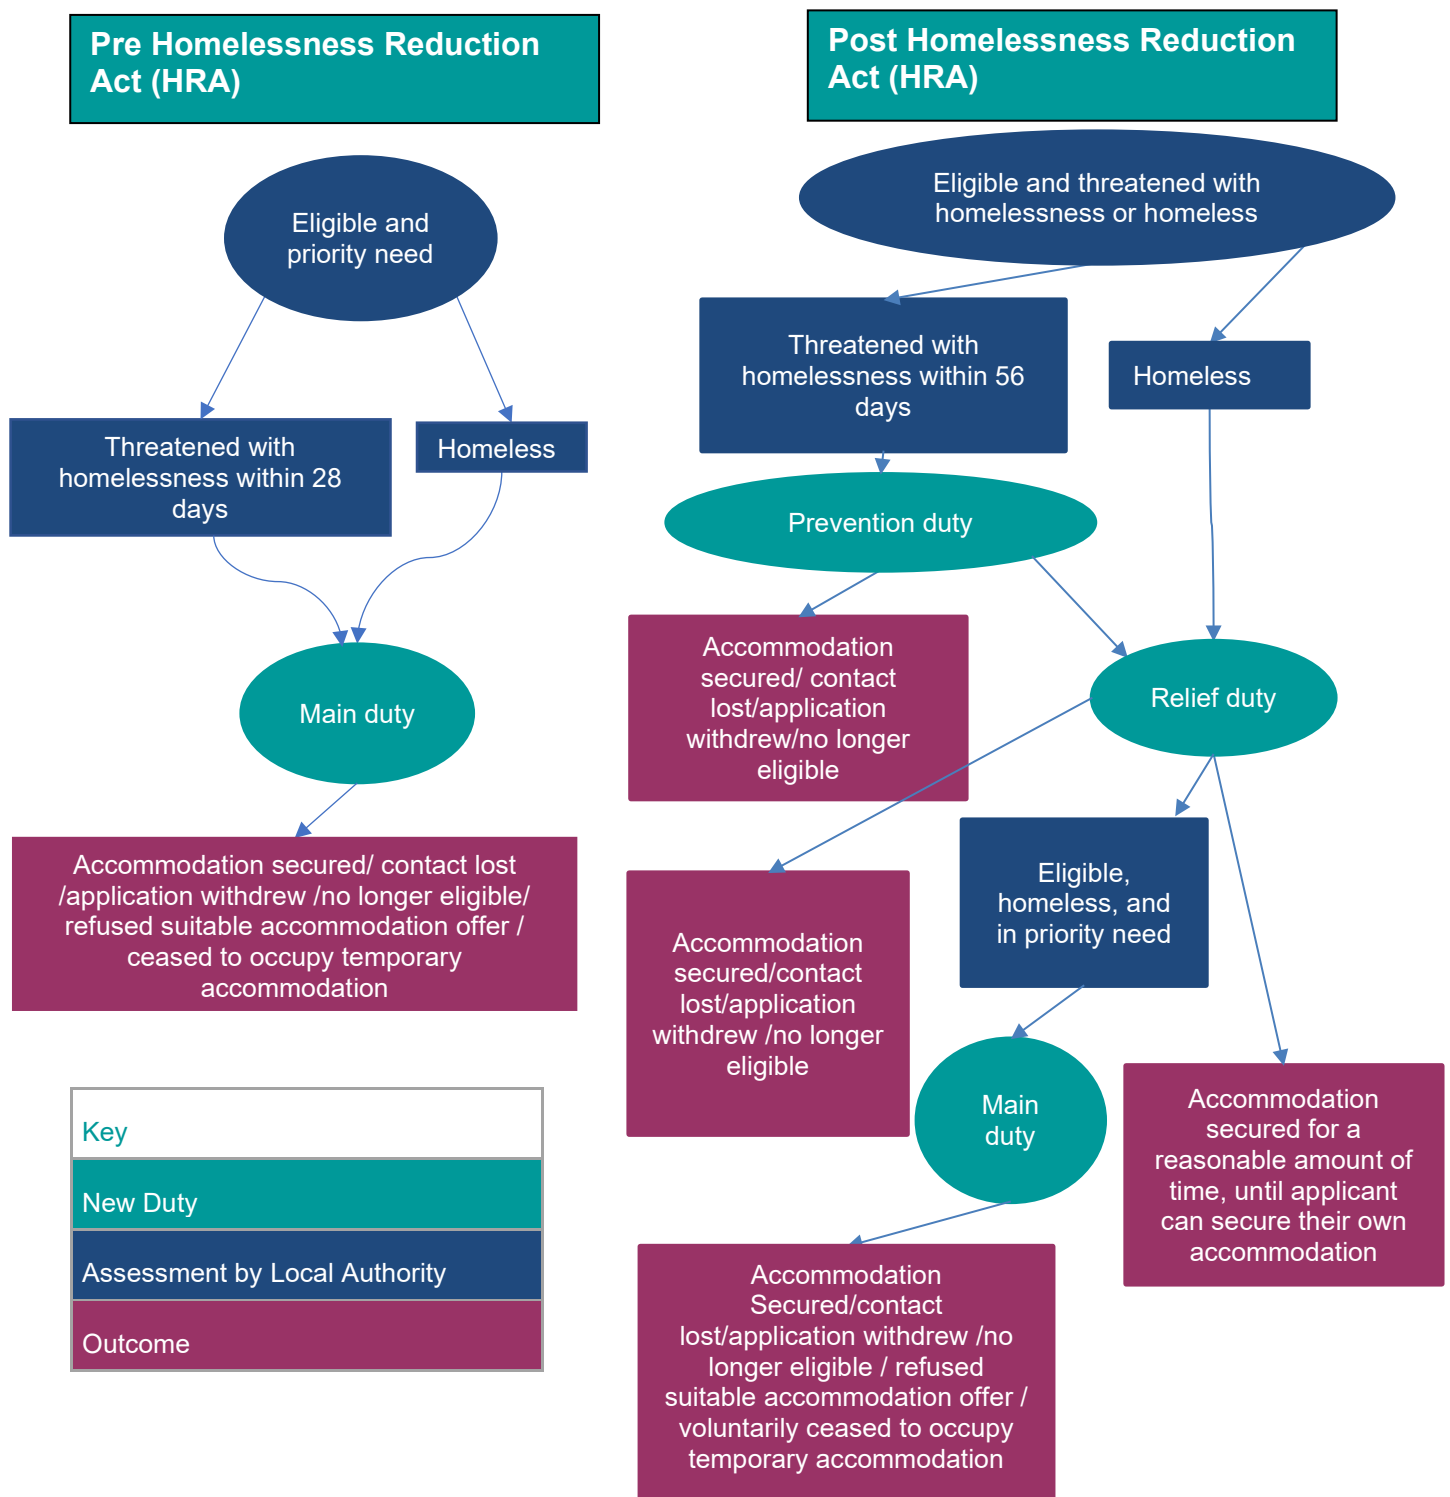 Pre Homelessness Reduction
Act (HRA)
Eligible and
priority need
Threatened with
homelessness within 28
days
Homeless
Main duty
Accommodation secured/ contact lost
/application withdrew /no longer eligible/
refused suitable accommodation offer /
ceased to occupy temporary
accommodation
Key
New Duty
Assessment by Local Authority
Outcome
Post Homelessness Reduction
Act (HRA)
Eligible and threatened with
homelessness or homeless
Threatened with
homelessness within 56
days
Homeless
Prevention duty
Accommodation
secured/ contact
lost/application
withdrew/no longer
eligible
Relief duty
Accommodation
secured/contact
lost/application
withdrew /no longer
eligible
Eligible,
homeless, and
in priority need
Main
duty
Accommodation
secured for a
reasonable amount of
time, until applicant
can secure their own
accommodation
Accommodation
Secured/contact
lost/application withdrew /no
longer eligible / refused
suitable accommodation offer /
voluntarily ceased to occupy
temporary accommodation